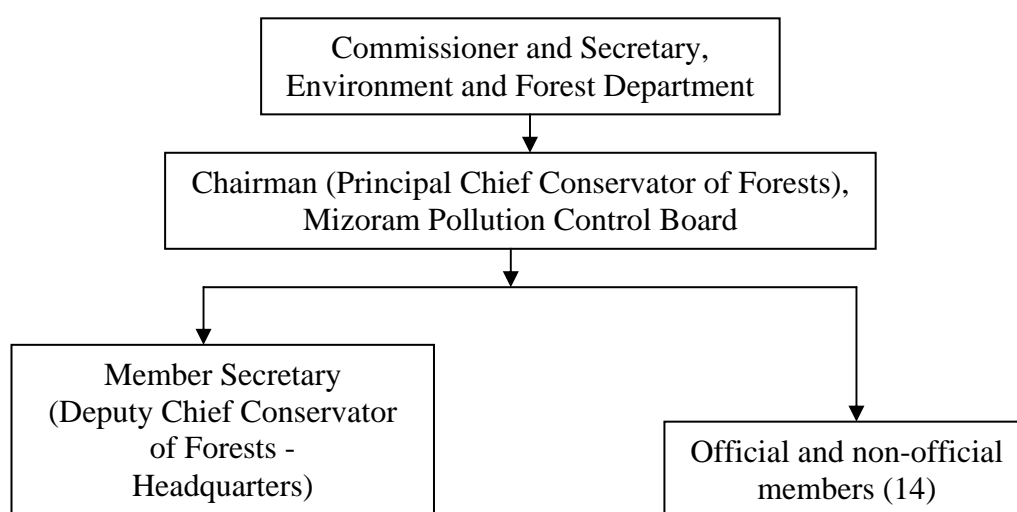 Commissioner and Secretary,
Environment and Forest Department
Chairman (Principal Chief Conservator of Forests),
Mizoram Pollution Control Board
Member Secretary
(Deputy Chief Conservator
of Forests -
Headquarters)
Official and non-official
members (14)